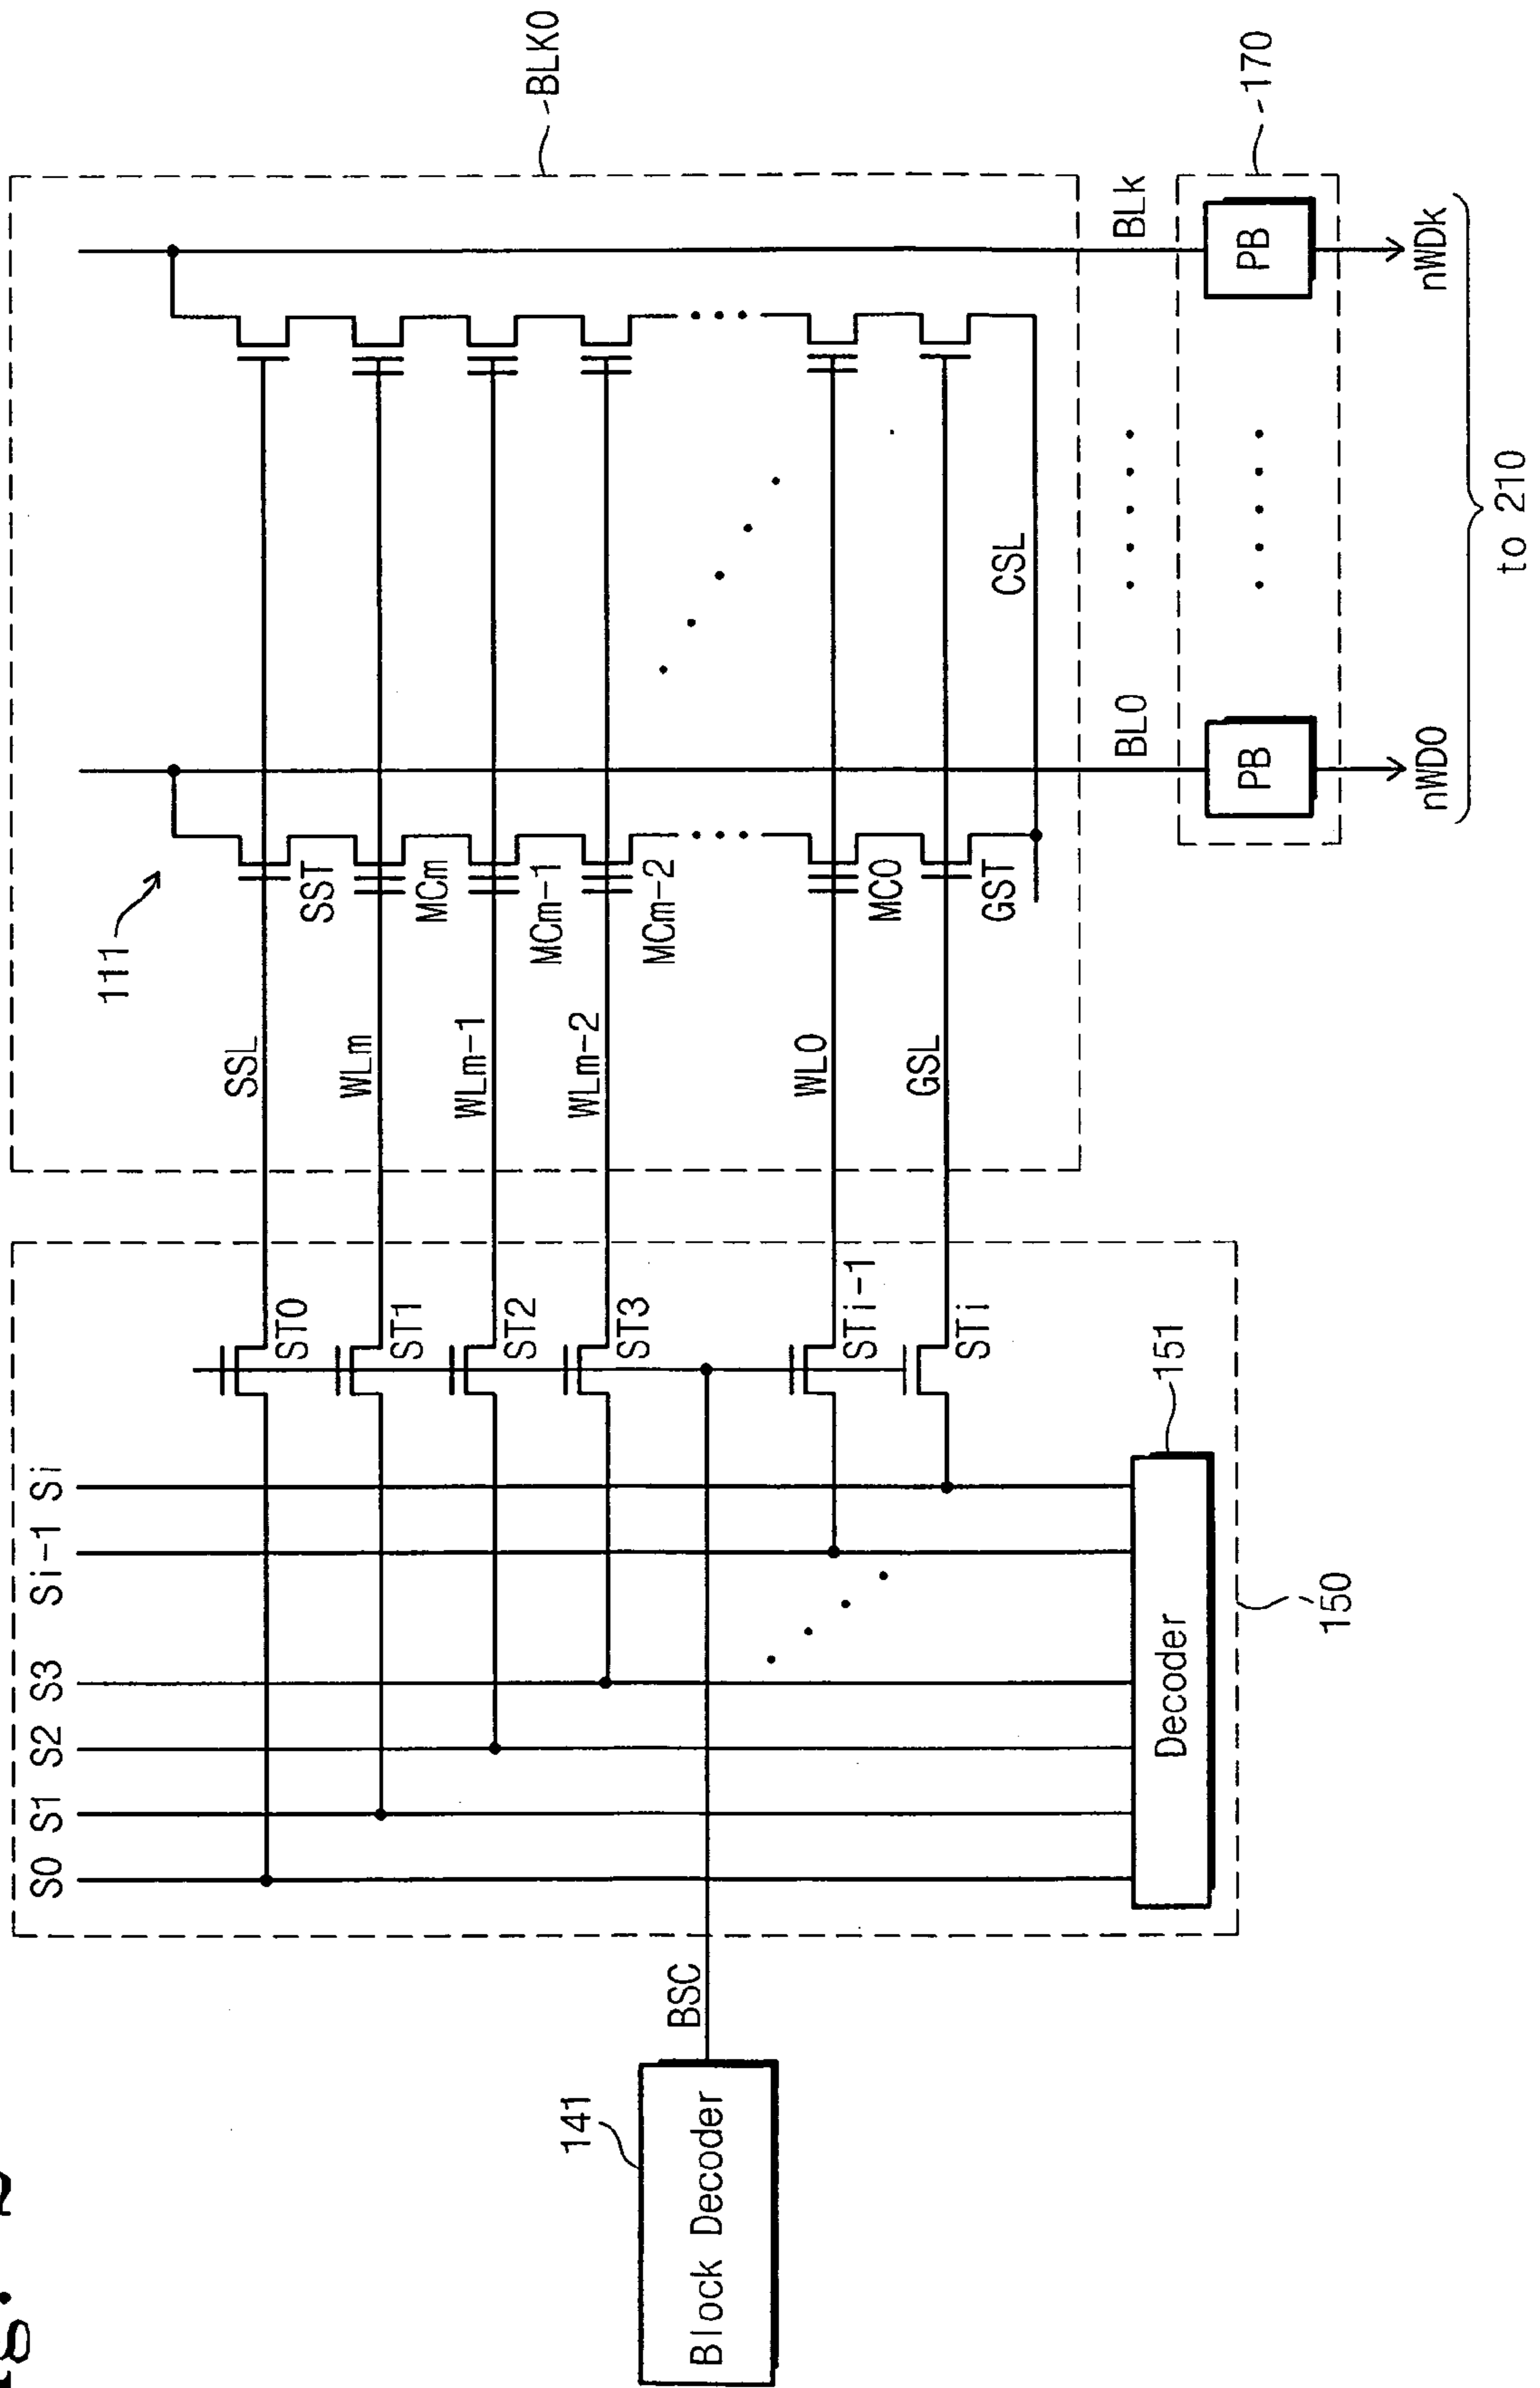 BLK0
170
111
SSL
WLm
WLm-1
WLm-2
WL0
GSL
SST
MCm
MCm-1
MCm-2
MC0
GST
CSL
BL0
BLk
PB
PB
nWD0
nWDk
to 210
S0 S1 S2 S3 Si-1 Si
ST0
ST1
ST2
ST3
STi-1
STi
151
Decoder
150
BSC
141
Block Decoder